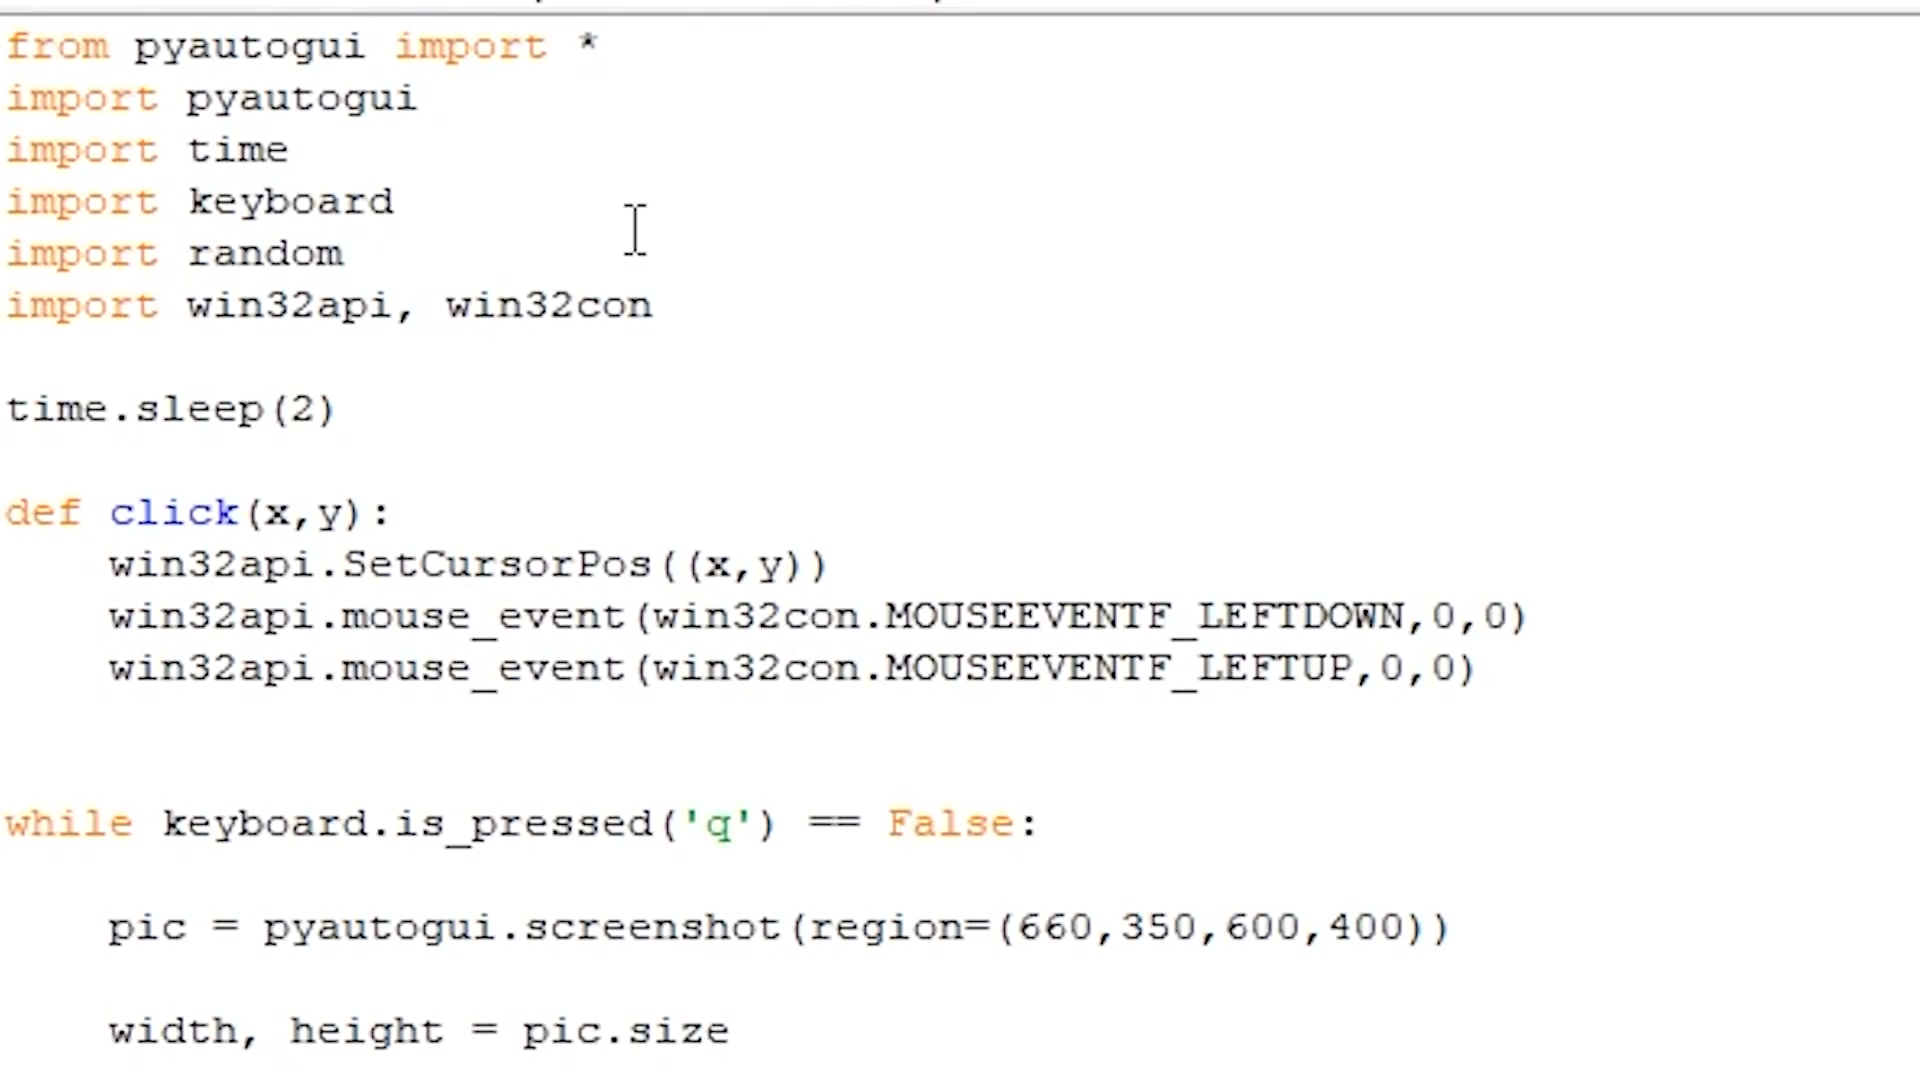 from pyautogui import *
import pyautogui
import time
import keyboard
import random
import win32api, win32con
time.sleep(2)
def click(x,y):
    win32api.SetCursorPos((x,y))
    win32api.mouse_event(win32con.MOUSEEVENTF_LEFTDOWN,0,0)
    win32api.mouse_event(win32con.MOUSEEVENTF_LEFTUP,0,0)
while keyboard.is_pressed('q') == False:
    pic = pyautogui.screenshot(region=(660,350,600,400))
    width, height = pic.size